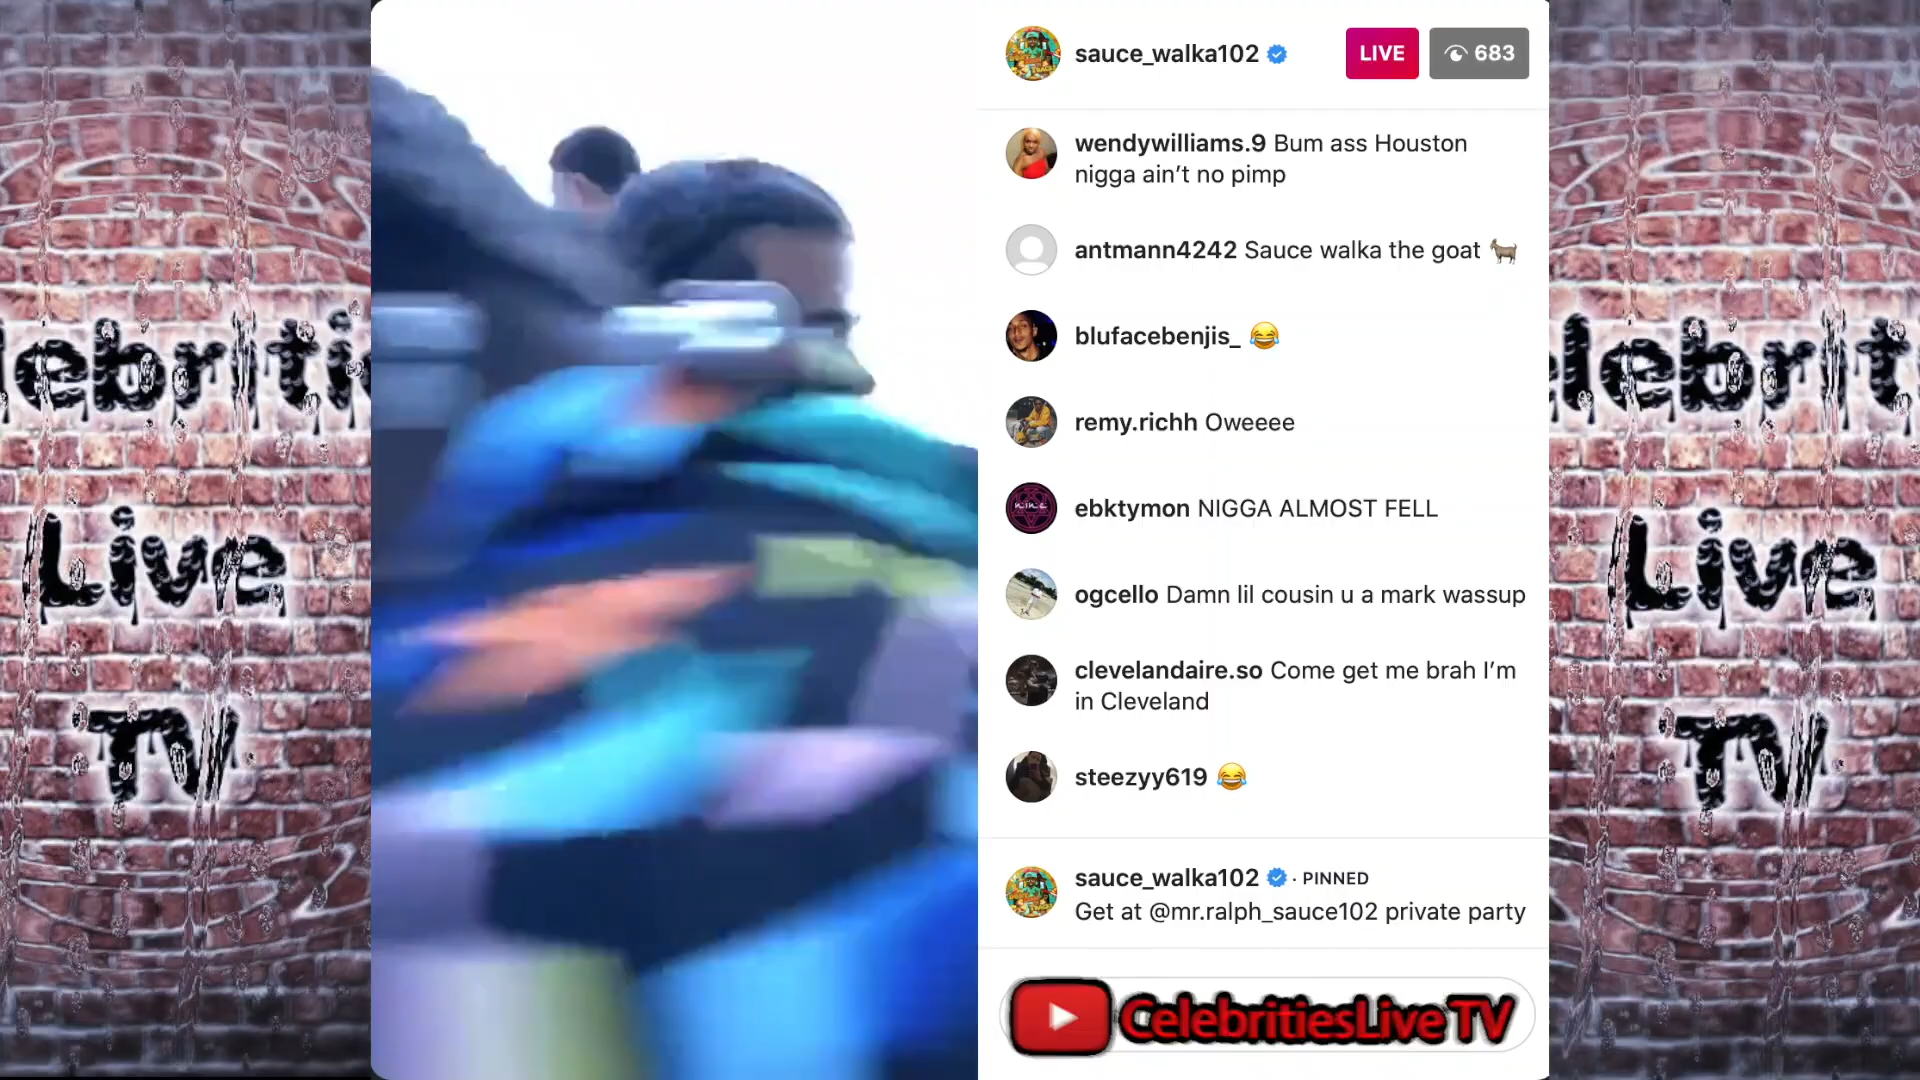 sauce_walka102
LIVE
683
wendywilliams.9 Bum ass Houston
nigga ain’t no pimp
antmann4242 Sauce walka the goat 🐐
blufacebenjis_ 😂
remy.richh Oweeee
ebktymon NIGGA ALMOST FELL
ogcello Damn lil cousin u a mark wassup
clevelandaire.so Come get me brah I’m
in Cleveland
steezyy619 😂
sauce_walka102 · PINNED
Get at @mr.ralph_sauce102 private party
CelebritiesLiveTV
elebritie
Live
TV
elebrit
Live
TV